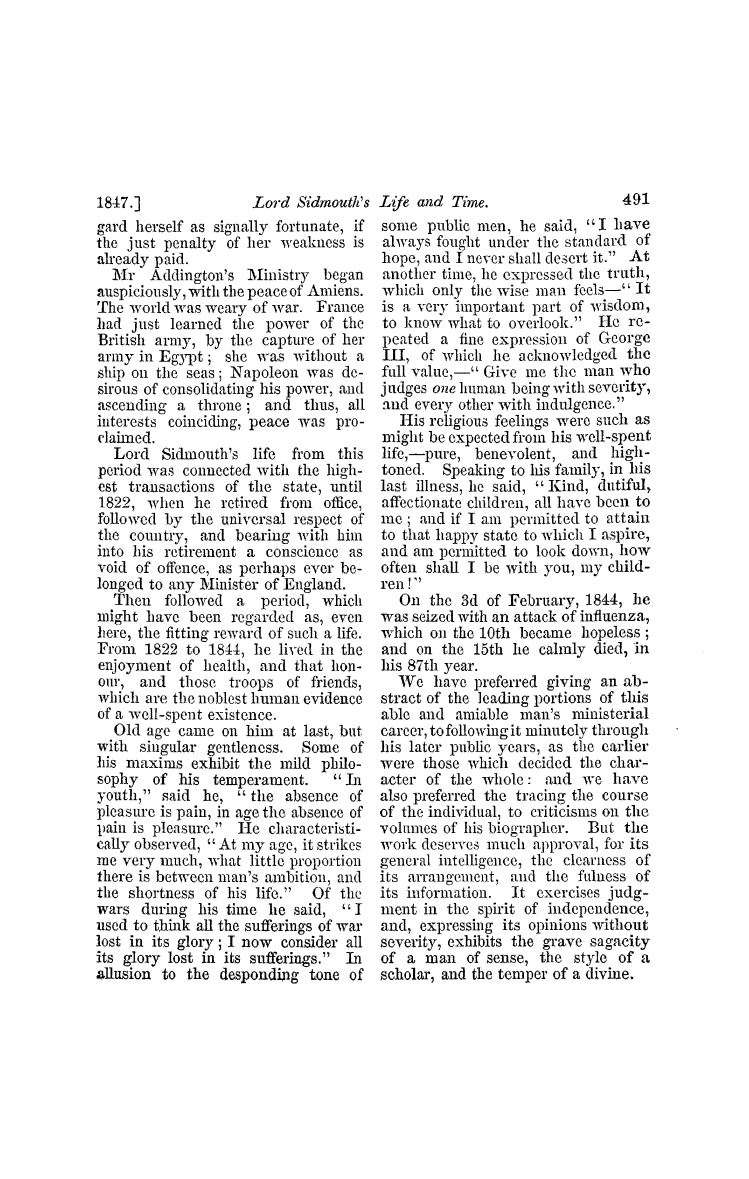 1847.] Lord Sidmouth's Life and Time. 491
gard herself as signally fortunate, if
the just penalty of her weakness is
already paid.
Mr Addington's Ministry began
auspiciously, with the peace of Amiens.
The world was weary of war. France
had just learned the power of the
British army, by the capture of her
army in Egypt; she was without a
ship on the seas; Napoleon was de-
sirous of consolidating his power, and
ascending a throne; and thus, all
interests coinciding, peace was pro-
claimed.
Lord Sidmouth's life from this
period was connected with the high-
est transactions of the state, until
1822, when he retired from office,
followed by the universal respect of
the country, and bearing with him
into his retirement a conscience as
void of offence, as perhaps ever be-
longed to any Minister of England.
Then followed a period, which
might have been regarded as, even
here, the fitting reward of such a life.
From 1822 to 1844, he lived in the
enjoyment of health, and that hon-
our, and those troops of friends,
which are the noblest human evidence
of a well-spent existence.
Old age came on him at last, but
with singular gentleness. Some of
his maxims exhibit the mild philo-
sophy of his temperament. "In
youth," said he, "the absence of
pleasure is pain, in age the absence of
pain is pleasure." He characteristi-
cally observed, "At my age, it strikes
me very much, what little proportion
there is between man's ambition, and
the shortness of his life." Of the
wars during his time he said, "I
used to think all the sufferings of war
lost in its glory; I now consider all
its glory lost in its sufferings." In
allusion to the desponding tone of
some public men, he said, "I have
always fought under the standard of
hope, and I never shall desert it." At
another time, he expressed the truth,
which only the wise man feels—"It
is a very important part of wisdom,
to know what to overlook." He re-
peated a fine expression of George
III, of which he acknowledged the
full value,—"Give me the man who
judges one human being with severity,
and every other with indulgence."
His religious feelings were such as
might be expected from his well-spent
life,—pure, benevolent, and high-
toned. Speaking to his family, in his
last illness, he said, "Kind, dutiful,
affectionate children, all have been to
me; and if I am permitted to attain
to that happy state to which I aspire,
and am permitted to look down, how
often shall I be with you, my child-
ren!"
On the 3d of February, 1844, he
was seized with an attack of influenza,
which on the 10th became hopeless;
and on the 15th he calmly died, in
his 87th year.
We have preferred giving an ab-
stract of the leading portions of this
able and amiable man's ministerial
career, to following it minutely through
his later public years, as the earlier
were those which decided the char-
acter of the whole: and we have
also preferred the tracing the course
of the individual, to criticisms on the
volumes of his biographer. But the
work deserves much approval, for its
general intelligence, the clearness of
its arrangement, and the fulness of
its information. It exercises judg-
ment in the spirit of independence,
and, expressing its opinions without
severity, exhibits the grave sagacity
of a man of sense, the style of a
scholar, and the temper of a divine.